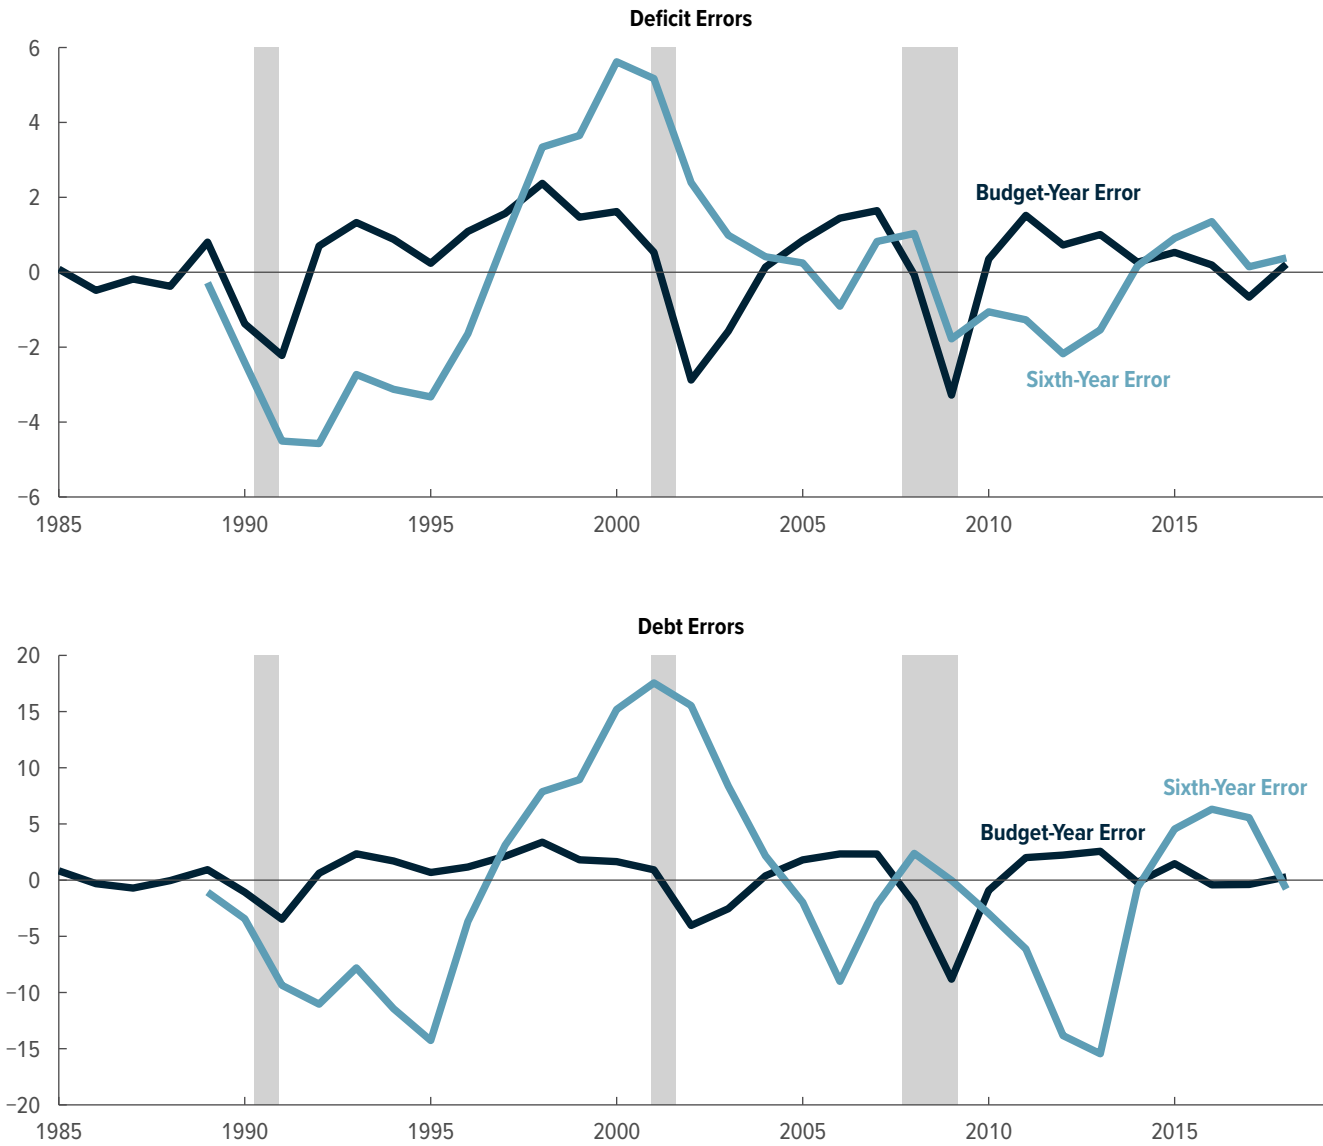 Deficit Errors
6
4
2
0
−2
−4
−6
Budget-Year Error
Sixth-Year Error
1985 1990 1995 2000 2005 2010 2015
Debt Errors
20
15
10
5
0
−5
−10
−15
−20
Sixth-Year Error
Budget-Year Error
1985 1990 1995 2000 2005 2010 2015